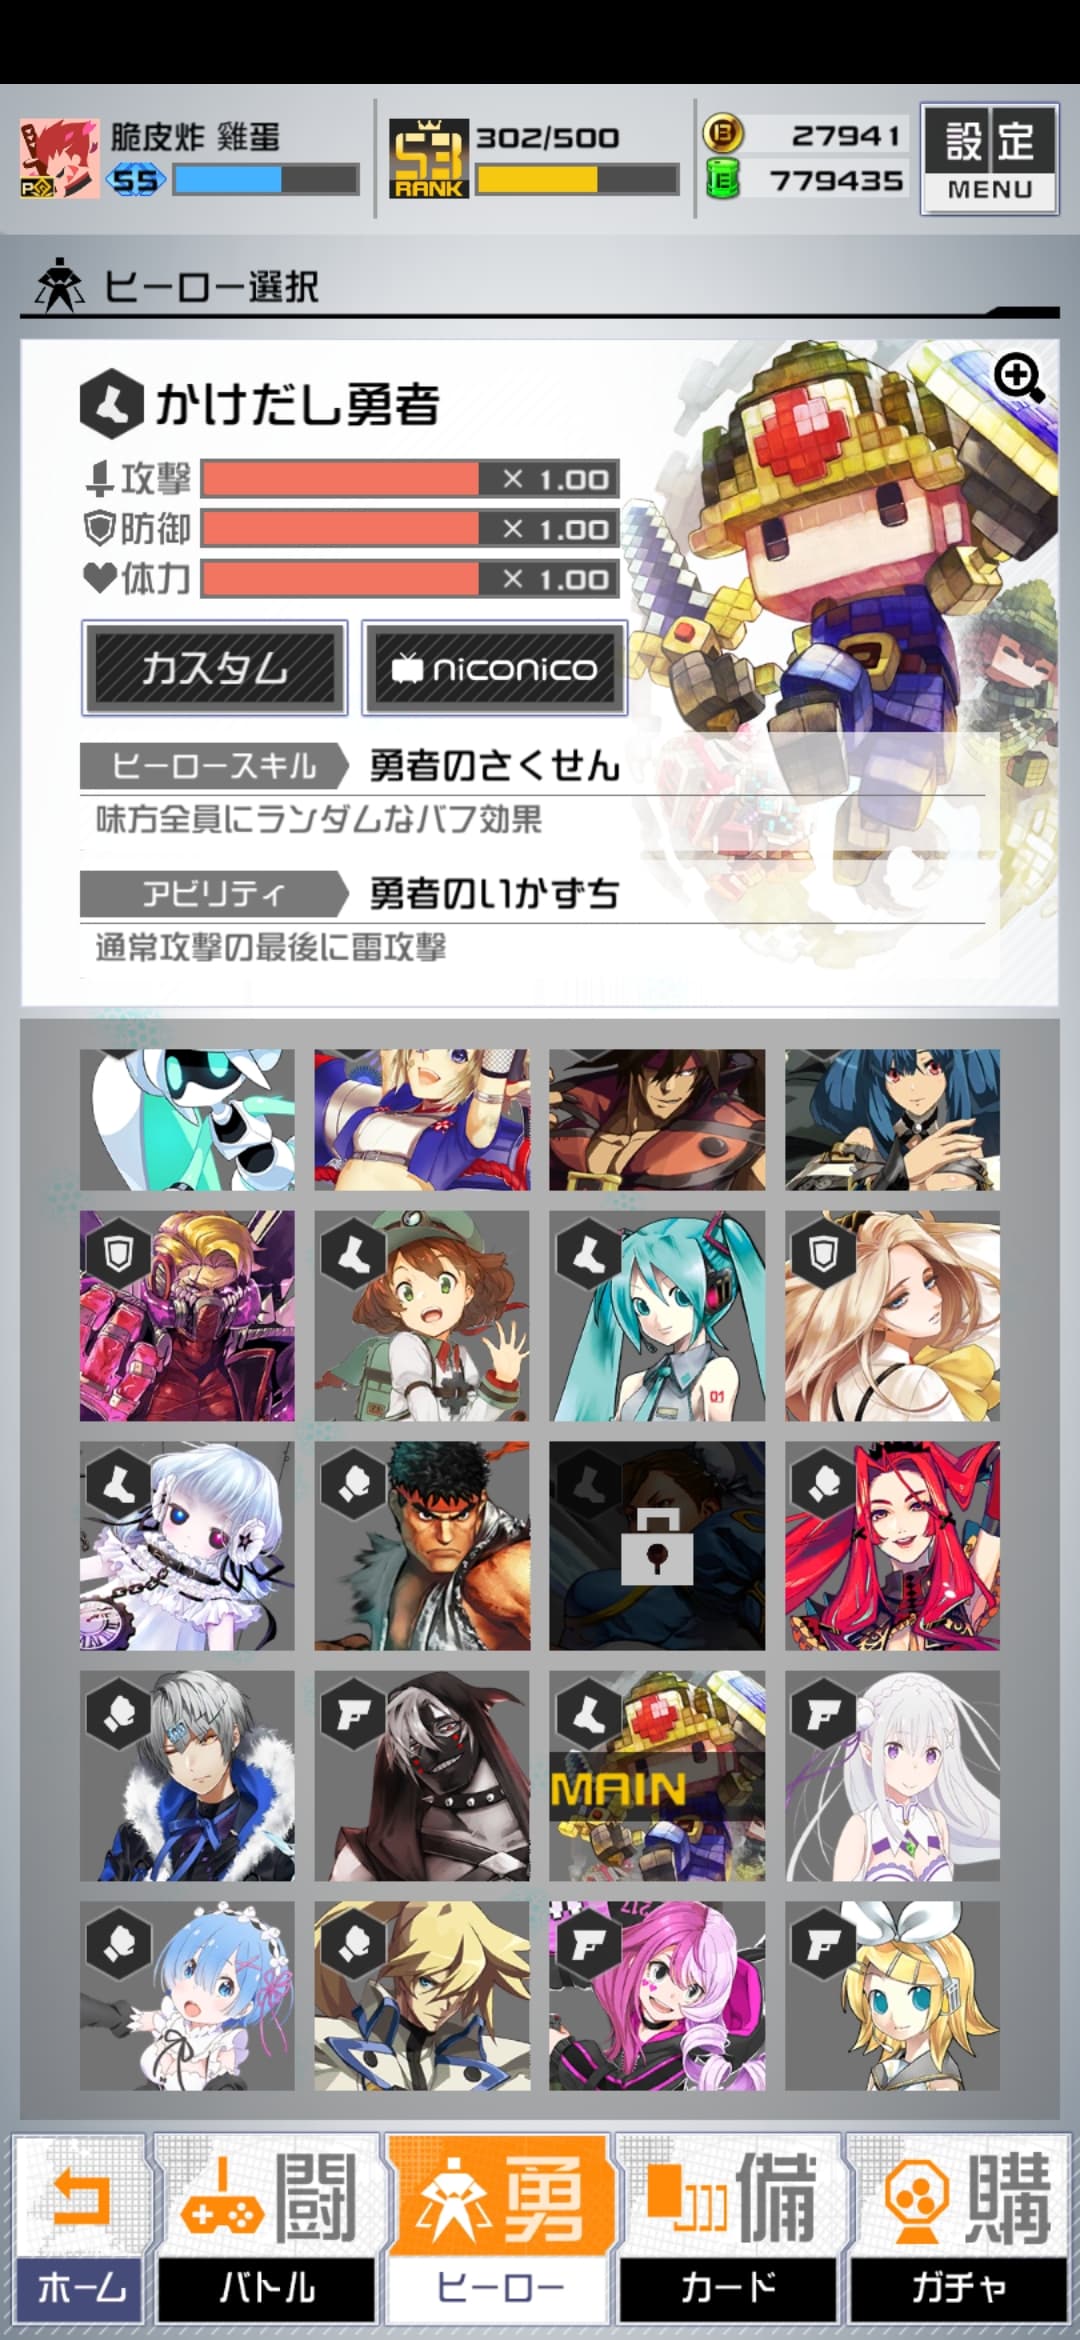 脆皮炸 雞蛋
55
S3
RANK
302/500
27941
779435
設定
MENU
ヒーロー選択
かけだし勇者
攻撃 × 1.00
防御 × 1.00
体力 × 1.00
カスタム
niconico
ヒーロースキル 勇者のさくせん
味方全員にランダムなバフ効果
アビリティ 勇者のいかずち
通常攻撃の最後に雷攻撃
01
MAIN
217
闘
勇
備
購
ホーム
バトル
ヒーロー
カード
ガチャ